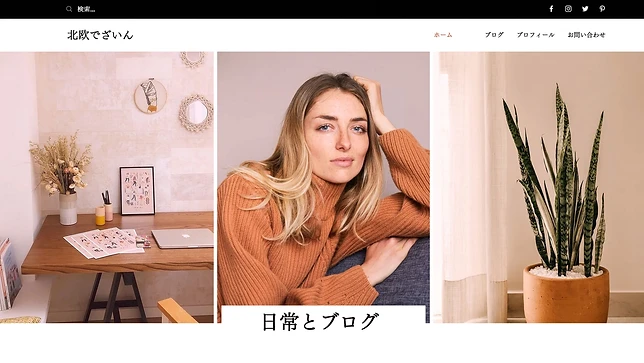 検索...
北欧でざいん
ホーム
ブログ
プロフィール
お問い合わせ
日常とブログ